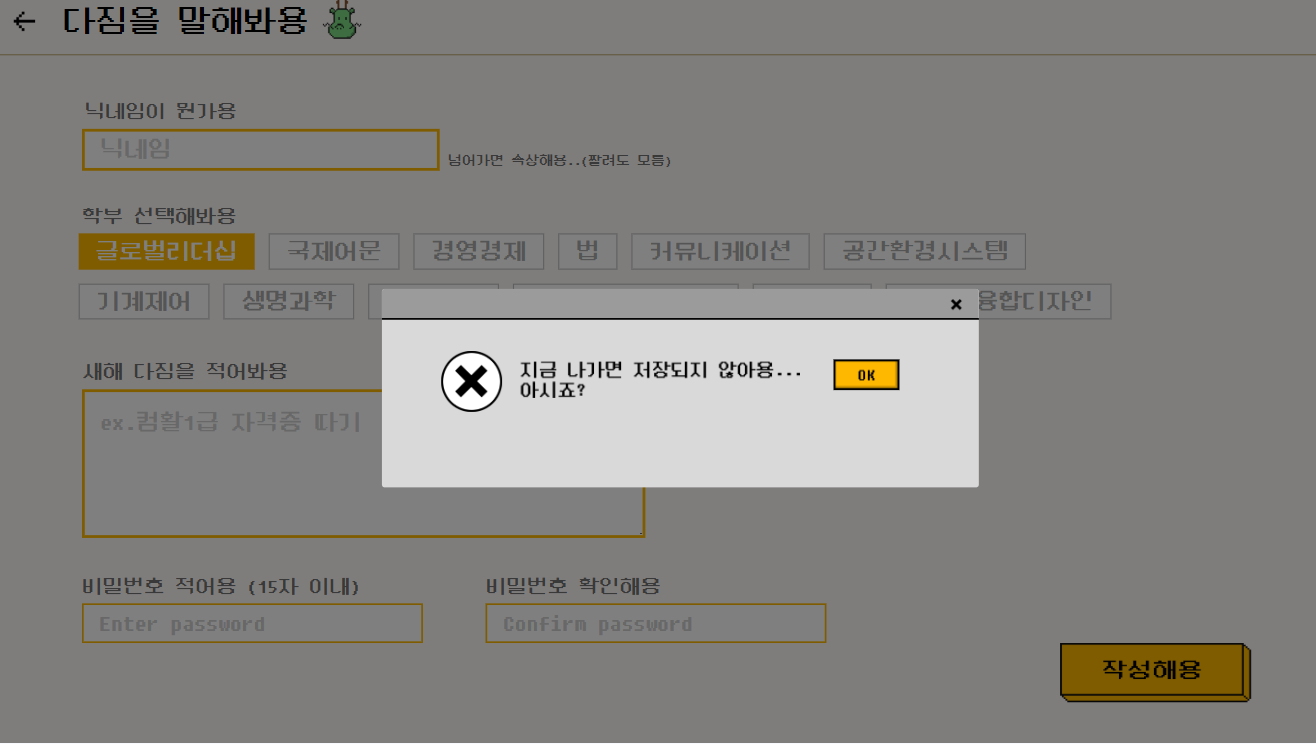 ← 다짐을 말해봐용
닉네임이 뭔가용
닉네임
넘어가면 속상해용..(짤려도 모름)
학부 선택해봐용
글로벌리더십 국제어문 경영경제 법 커뮤니케이션 공간환경시스템
기계제어 생명과학 융합디자인
×
지금 나가면 저장되지 않아용...
아시죠?
OK
새해 다짐을 적어봐용
ex.컴활1급 자격증 따기
비밀번호 적어용 (15자 이내) 비밀번호 확인해용
Enter password Confirm password
작성해용